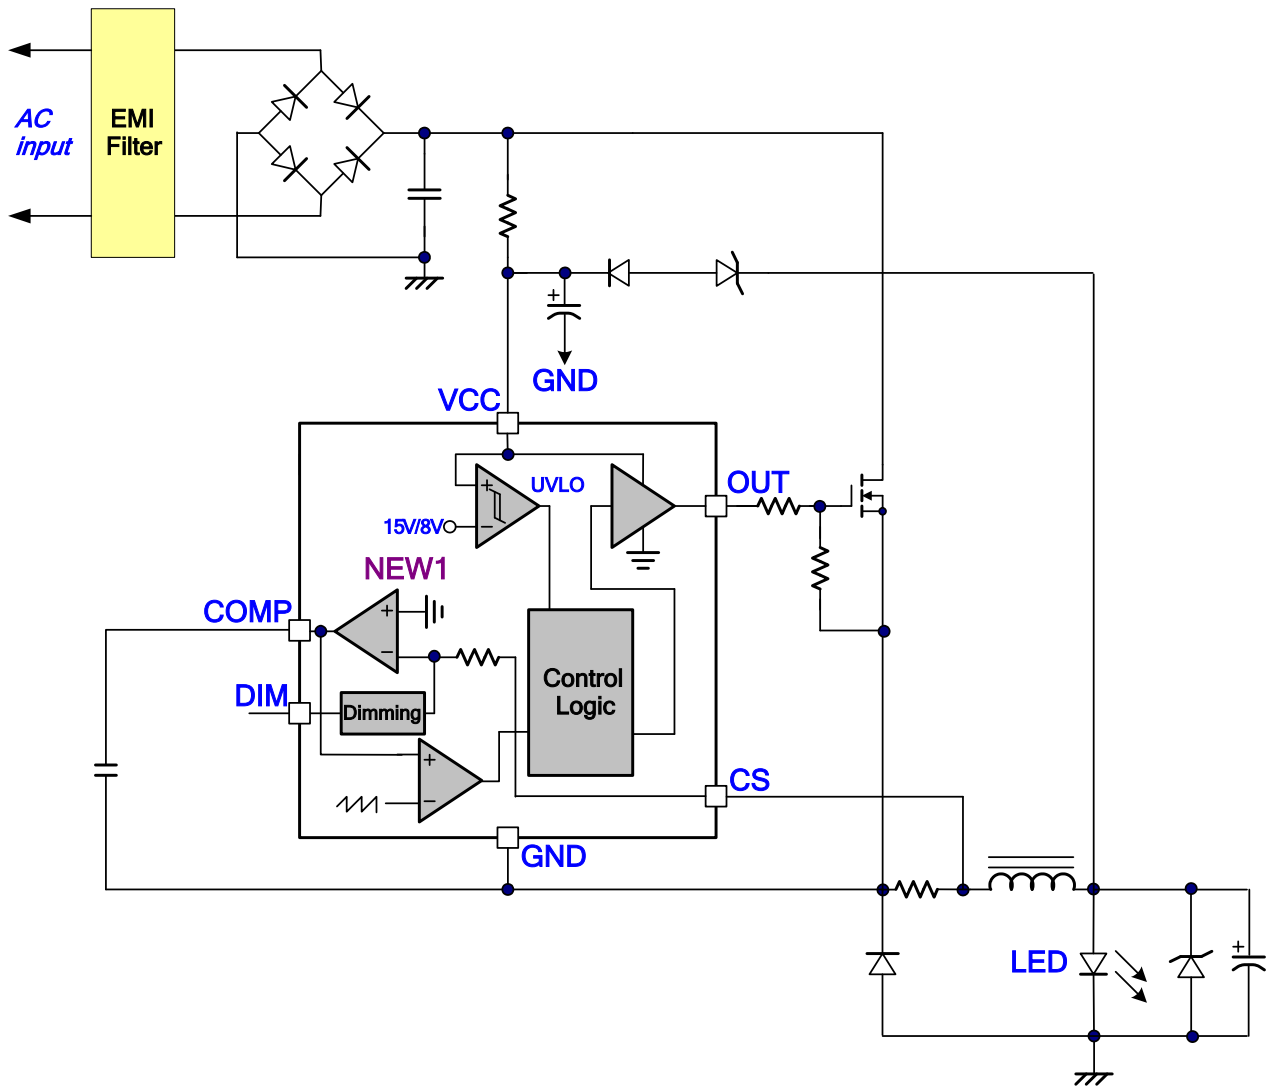 AC
input
EMI
Filter
+
GND
VCC
+
UVLO
OUT
15V/8V
−
NEW1
COMP
+
−
DIM
Dimming
Control
Logic
+
−
CS
GND
LED
+